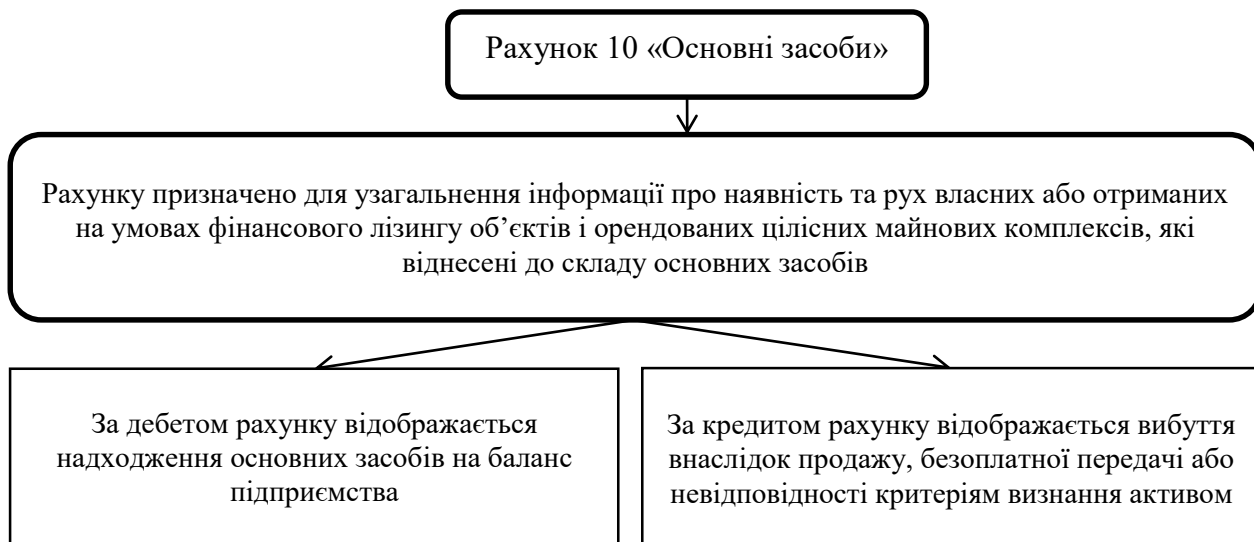 Рахунок 10 «Основні засоби»
Рахунку призначено для узагальнення інформації про наявність та рух власних або отриманих
на умовах фінансового лізингу об’єктів і орендованих цілісних майнових комплексів, які
віднесені до складу основних засобів
За дебетом рахунку відображається
надходження основних засобів на баланс
підприємства
За кредитом рахунку відображається вибуття
внаслідок продажу, безоплатної передачі або
невідповідності критеріям визнання активом